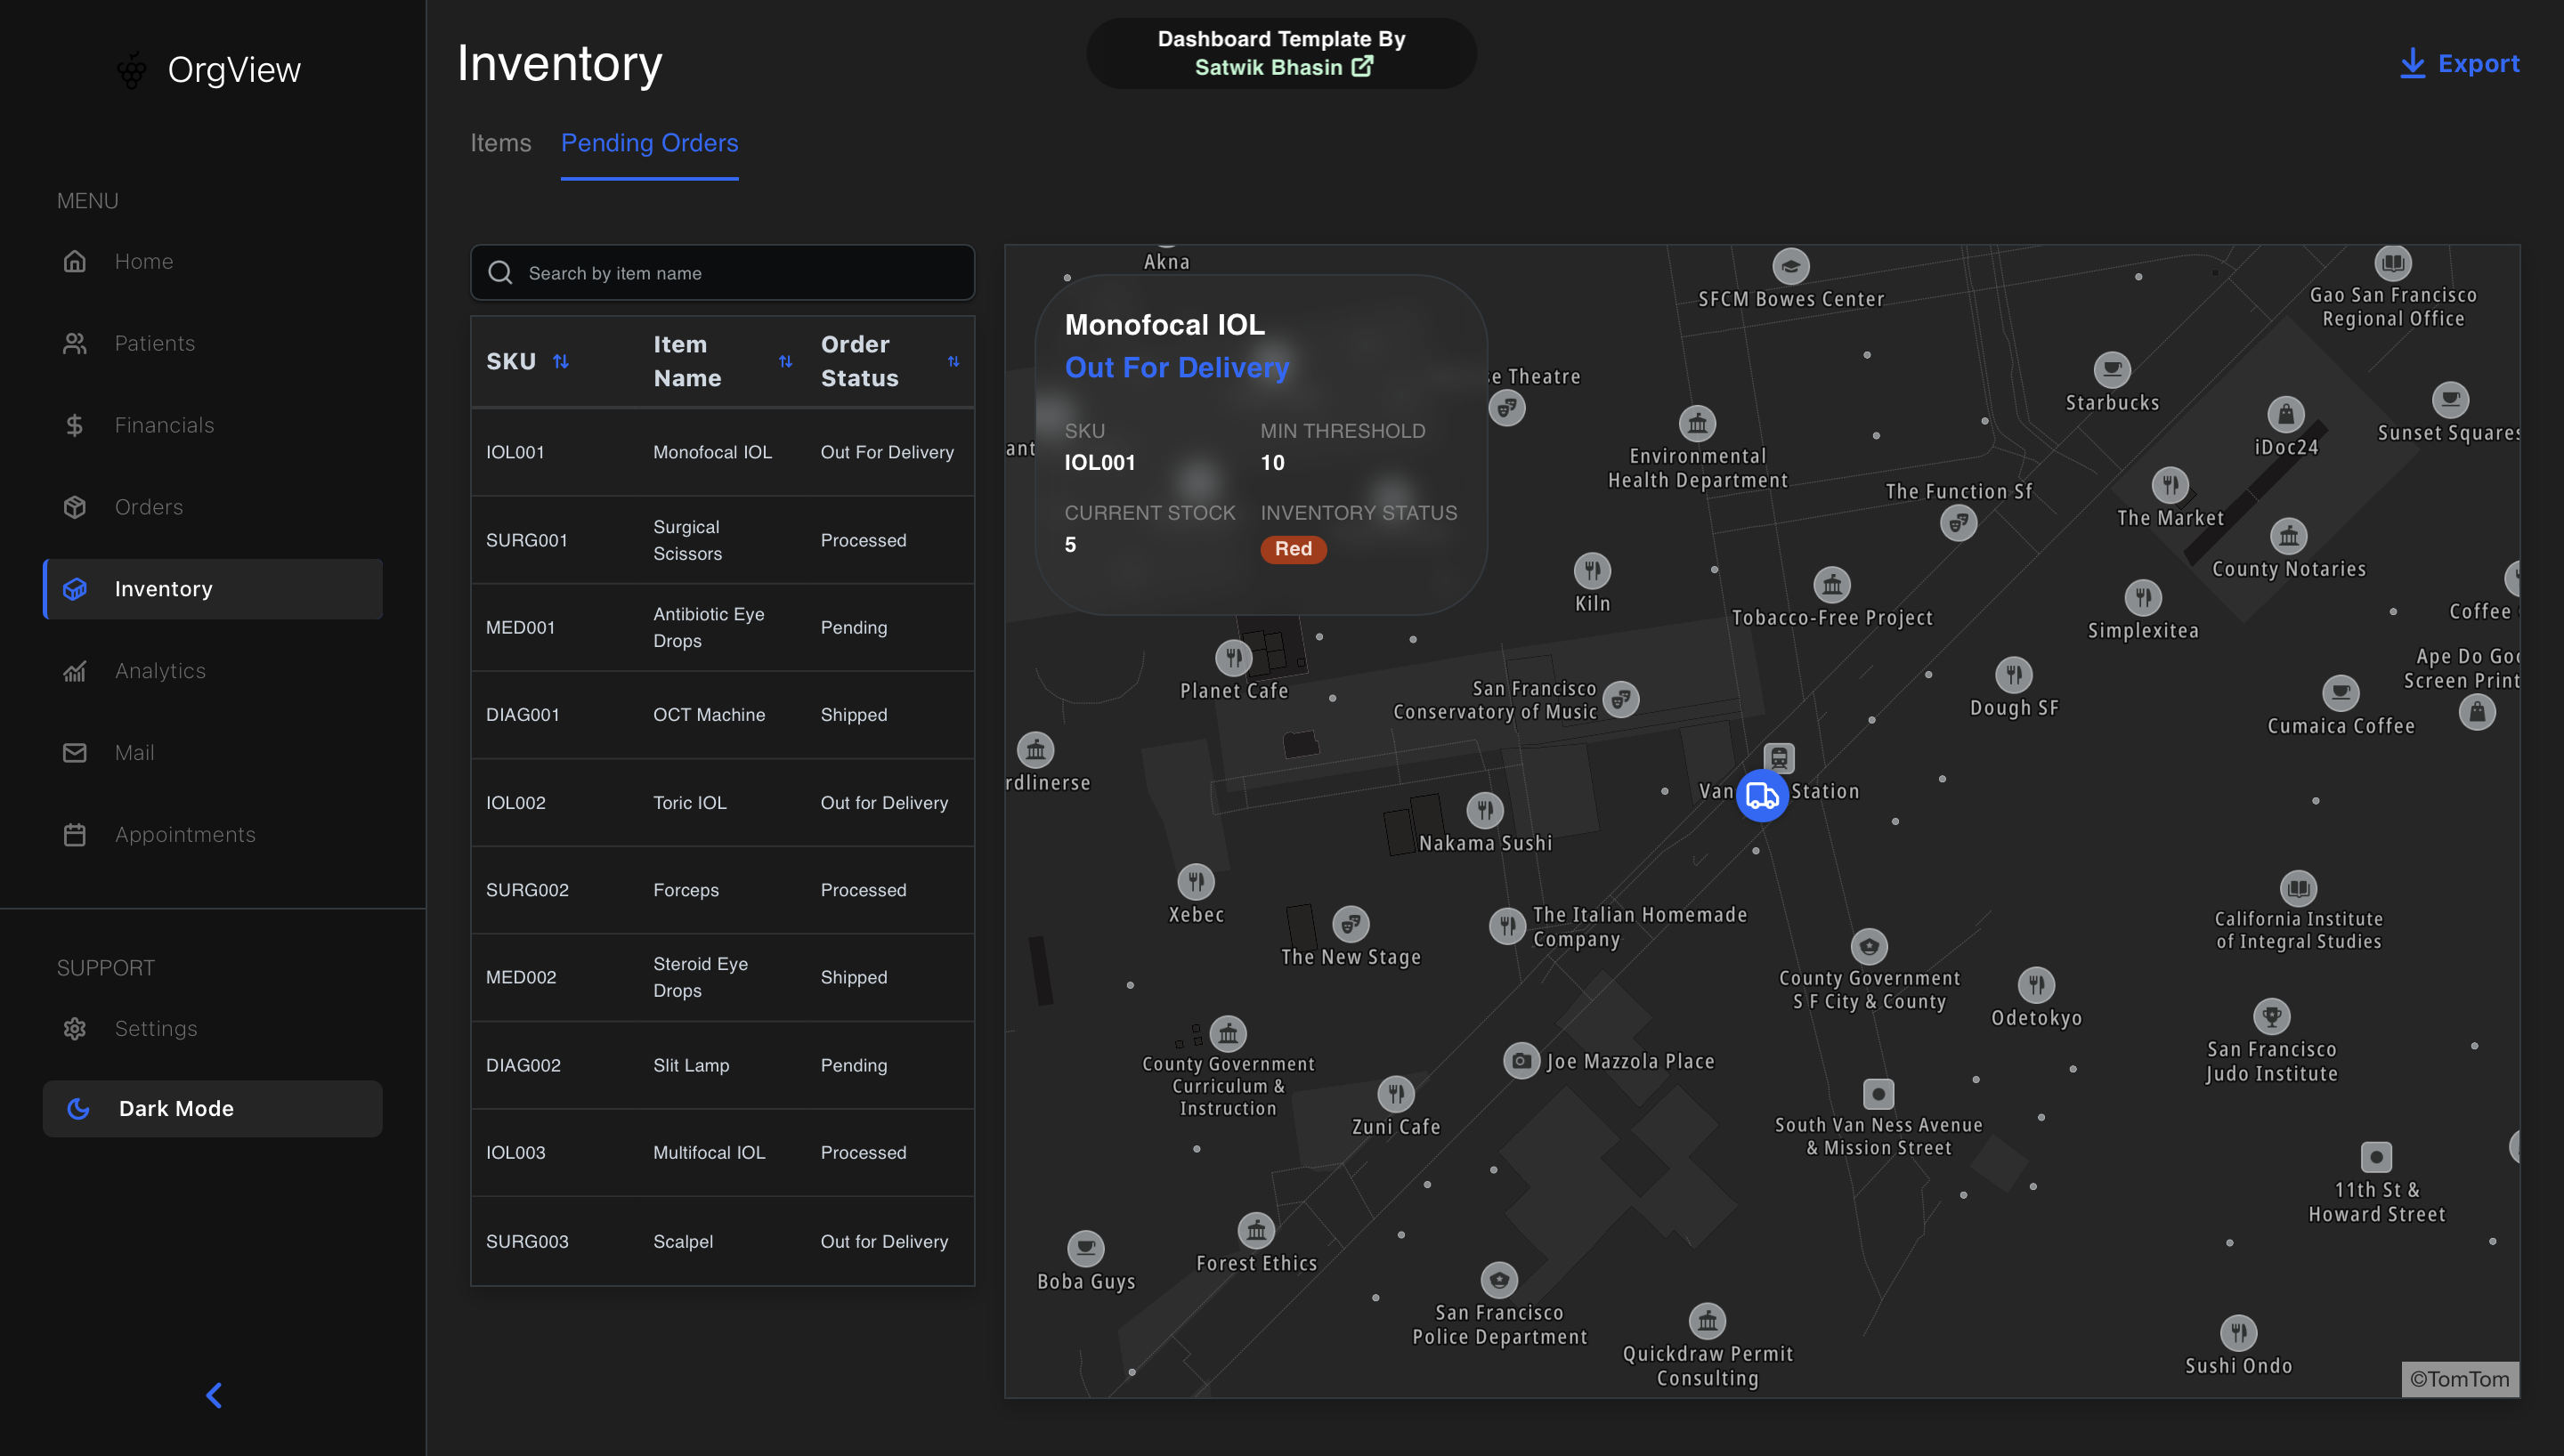 OrgView
MENU
Home
Patients
Financials
Orders
Inventory
Analytics
Mail
Appointments
SUPPORT
Settings
Dark Mode
Inventory
Dashboard Template By
Satwik Bhasin
Export
Items
Pending Orders
Search by item name
SKU
Item
Name
Order
Status
IOL001
Monofocal IOL
Out For Delivery
SURG001
Surgical
Scissors
Processed
MED001
Antibiotic Eye
Drops
Pending
DIAG001
OCT Machine
Shipped
IOL002
Toric IOL
Out for Delivery
SURG002
Forceps
Processed
MED002
Steroid Eye
Drops
Shipped
DIAG002
Slit Lamp
Pending
IOL003
Multifocal IOL
Processed
SURG003
Scalpel
Out for Delivery
Monofocal IOL
Out For Delivery
SKU
IOL001
MIN THRESHOLD
10
CURRENT STOCK
5
INVENTORY STATUS
Red
Akna
SFCM Bowes Center
Gao San Francisco
Regional Office
Theatre
Starbucks
iDoc24
Sunset Squares
Environmental
Health Department
The Function Sf
The Market
County Notaries
Kiln
Tobacco-Free Project
Simplexitea
Coffee
Planet Cafe
San Francisco
Conservatory of Music
Dough SF
Ape Do
Screen Print
Cumaica Coffee
Van
Station
Nakama Sushi
Xebec
The New Stage
The Italian Homemade
Company
California Institute
of Integral Studies
County Government
S F City & County
Odetokyo
San Francisco
Judo Institute
County Government
Curriculum &
Instruction
Joe Mazzola Place
Zuni Cafe
South Van Ness Avenue
& Mission Street
11th St &
Howard Street
Boba Guys
Forest Ethics
San Francisco
Police Department
Quickdraw Permit
Consulting
Sushi Ondo
©TomTom